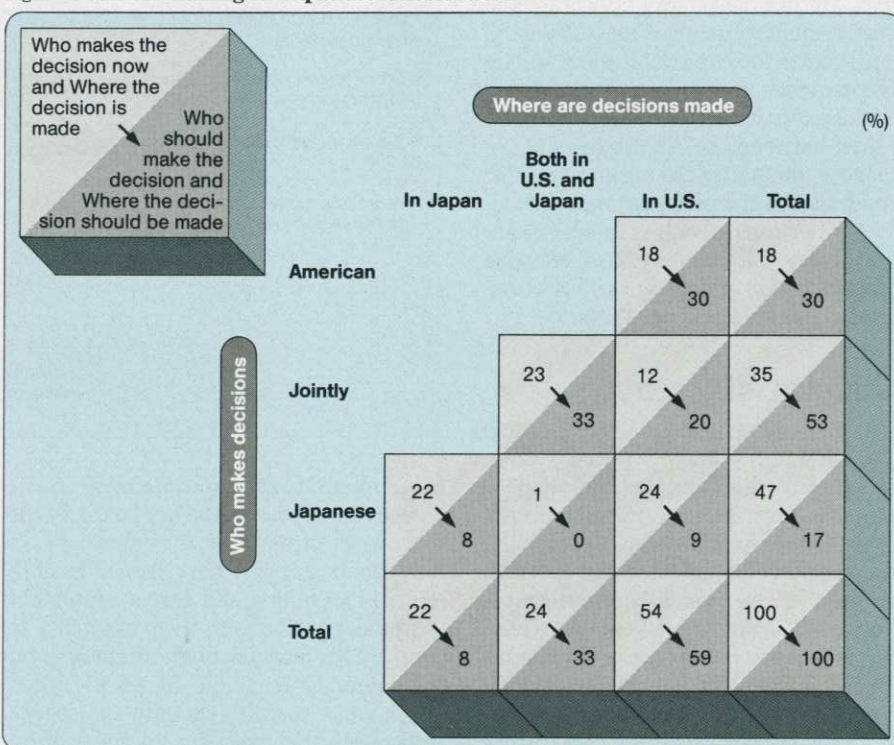 Who makes the
decision now
and Where the
decision is
made
Who
should
make the
decision and
Where the deci-
sion should be made
Where are decisions made
(%)
In Japan
Both in
U.S. and
Japan
In U.S.
Total
American
18
30
18
30
Who makes decisions
Jointly
23
33
12
20
35
53
Japanese
22
8
1
0
24
9
47
17
Total
22
8
24
33
54
59
100
100